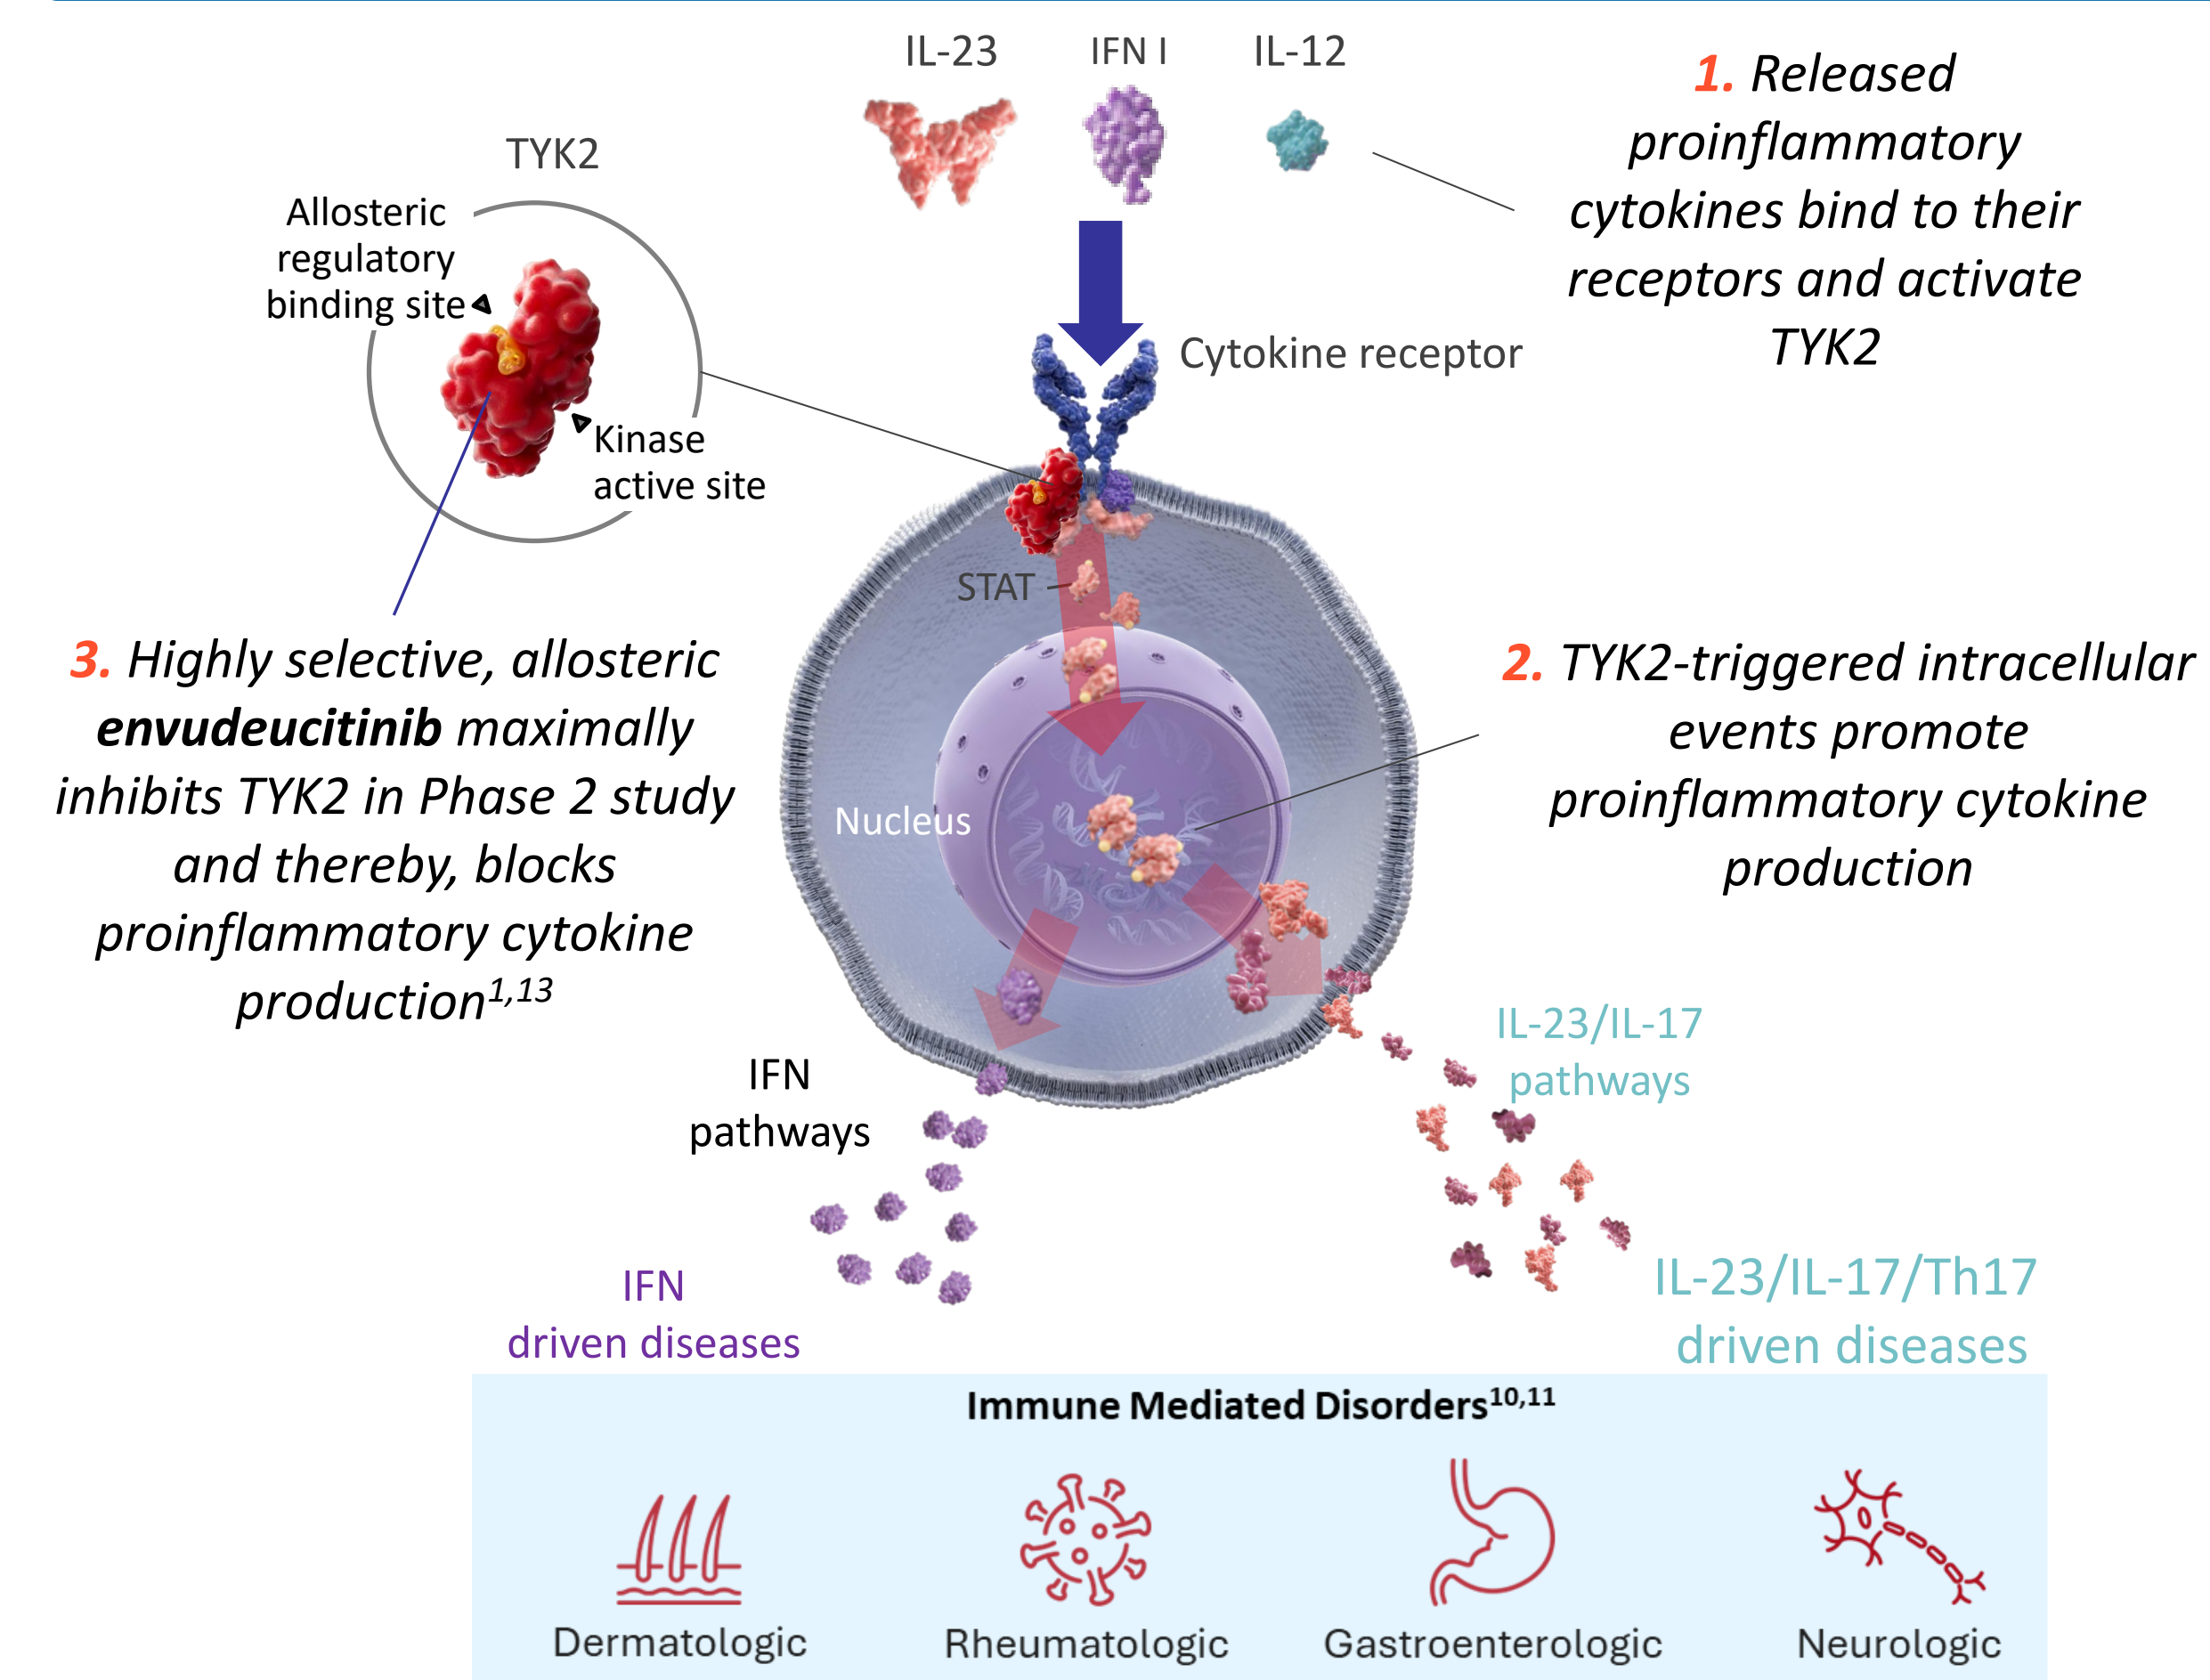 IL-23
IFN I
IL-12
1. Released
proinflammatory
cytokines bind to their
receptors and activate
TYK2
TYK2
Allosteric
regulatory
binding site
Kinase
active site
Cytokine receptor
STAT
Nucleus
2. TYK2-triggered intracellular
events promote
proinflammatory cytokine
production
3. Highly selective, allosteric
envudeucitinib maximally
inhibits TYK2 in Phase 2 study
and thereby, blocks
proinflammatory cytokine
production1,13
IFN
pathways
IL-23/IL-17
pathways
IFN
driven diseases
IL-23/IL-17/Th17
driven diseases
Immune Mediated Disorders10,11
Dermatologic
Rheumatologic
Gastroenterologic
Neurologic